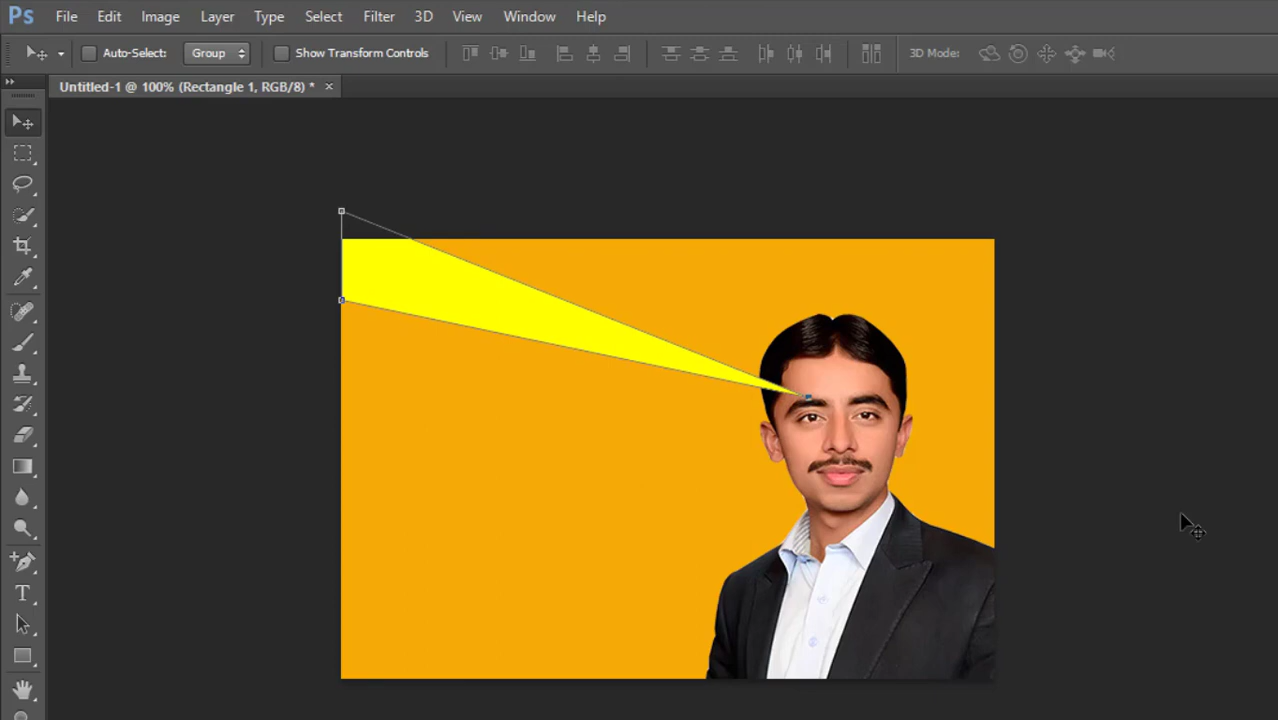 Ps File Edit Image Layer Type Select Filter 3D View Window Help
Auto-Select: Group Show Transform Controls 3D Mode:
Untitled-1 @ 100% (Rectangle 1, RGB/8) * ×
T